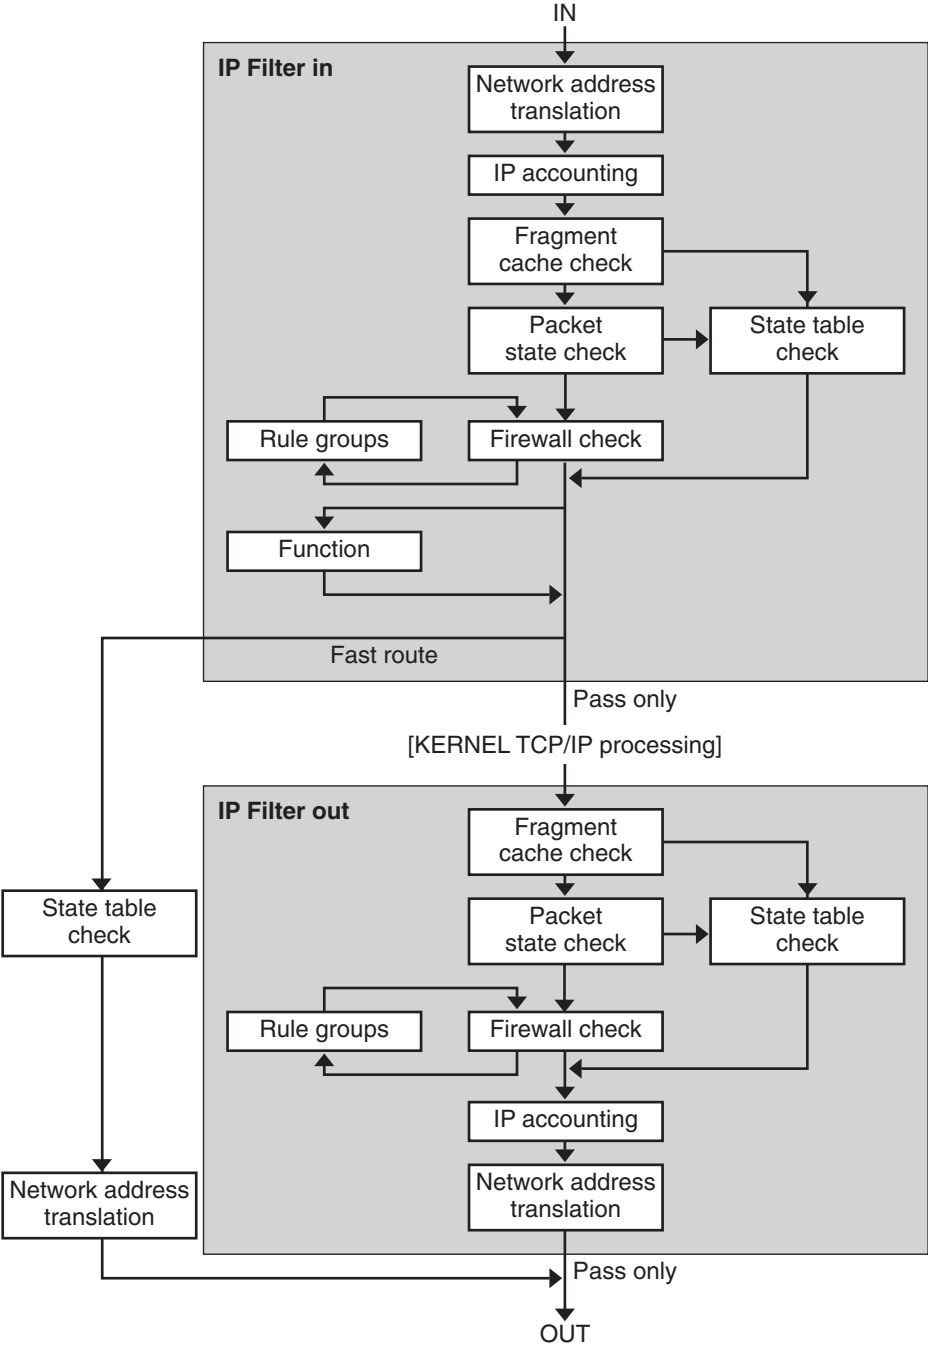 IN
IP Filter in
Network address
translation
IP accounting
Fragment
cache check
Packet
state check
State table
check
Rule groups
Firewall check
Function
Fast route
Pass only
[KERNEL TCP/IP processing]
IP Filter out
Fragment
cache check
State table
check
Packet
state check
State table
check
Rule groups
Firewall check
IP accounting
Network address
translation
Network address
translation
Pass only
OUT